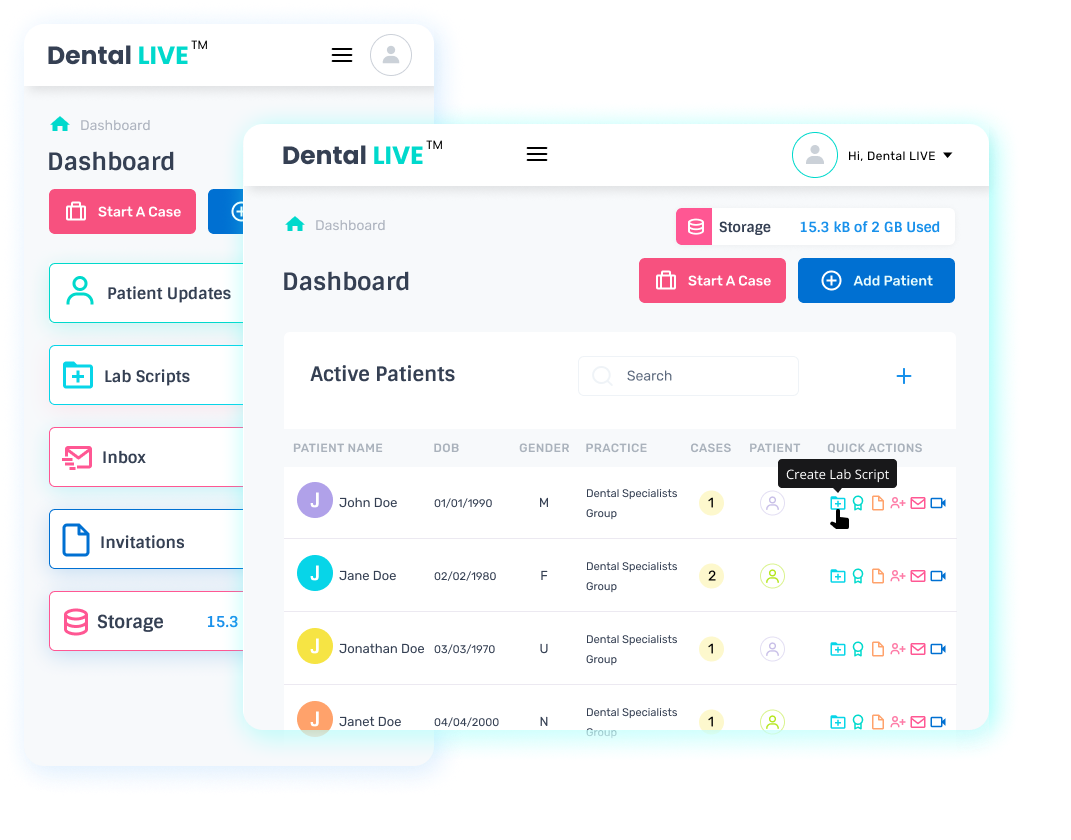 Dental LIVE TM
Dashboard
Dashboard
Start A Case
Patient Updates
Lab Scripts
Inbox
Invitations
Storage 15.3
Dental LIVE TM
Hi, Dental LIVE
Dashboard
Storage 15.3 kB of 2 GB Used
Dashboard
Start A Case
Add Patient
Active Patients
Search
PATIENT NAME DOB GENDER PRACTICE CASES PATIENT QUICK ACTIONS
Create Lab Script
J John Doe 01/01/1990 M Dental Specialists 1
Group
J Jane Doe 02/02/1980 F Dental Specialists 2
Group
J Jonathan Doe 03/03/1970 U Dental Specialists 1
Group
J Janet Doe 04/04/2000 N Dental Specialists 1
Group